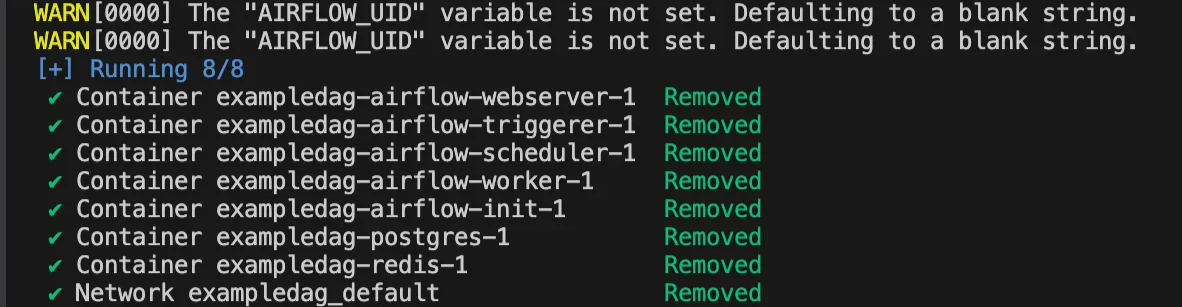 WARN[0000] The "AIRFLOW_UID" variable is not set. Defaulting to a blank string.
WARN[0000] The "AIRFLOW_UID" variable is not set. Defaulting to a blank string.
[+] Running 8/8
✔ Container exampledag-airflow-webserver-1 Removed
✔ Container exampledag-airflow-triggerer-1 Removed
✔ Container exampledag-airflow-scheduler-1 Removed
✔ Container exampledag-airflow-worker-1 Removed
✔ Container exampledag-airflow-init-1 Removed
✔ Container exampledag-postgres-1 Removed
✔ Container exampledag-redis-1 Removed
✔ Network exampledag_default Removed